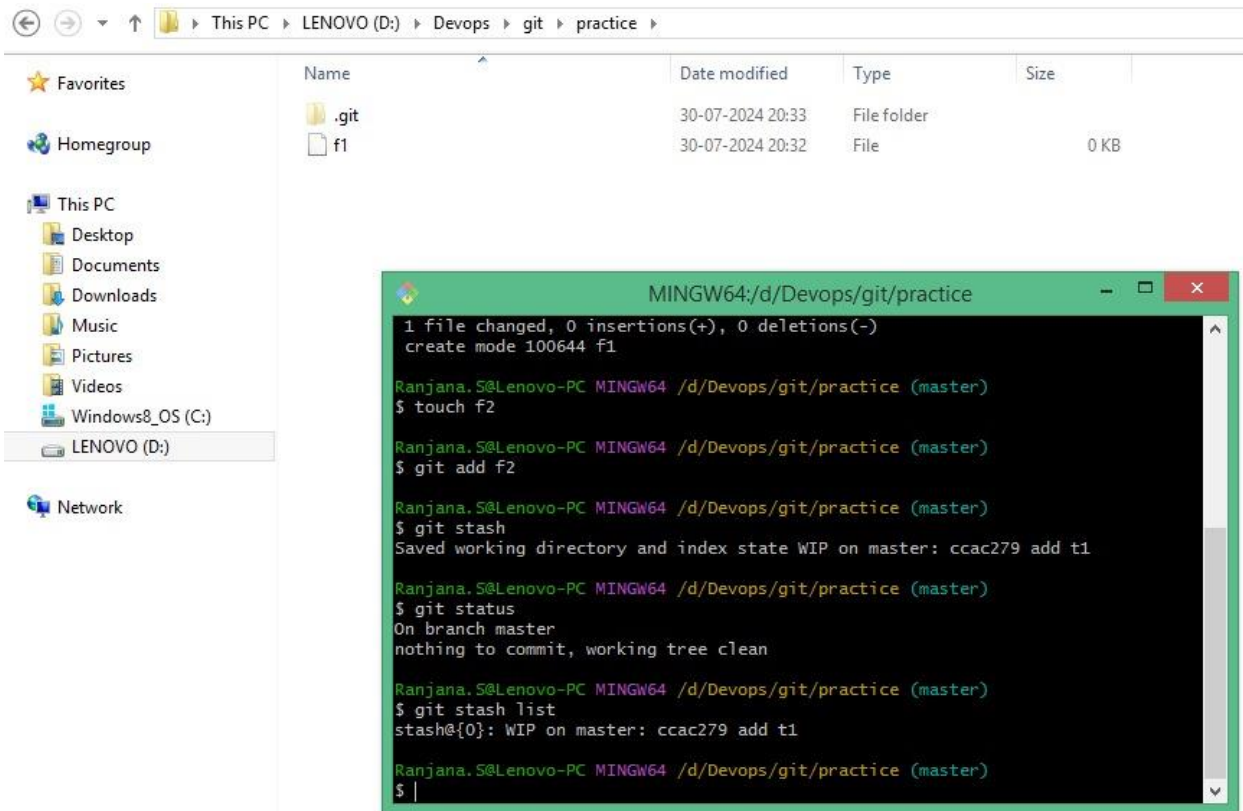 This PC LENOVO (D:) Devops git practice
Favorites
Homegroup
This PC
Desktop
Documents
Downloads
Music
Pictures
Videos
Windows8_OS (C:)
LENOVO (D:)
Network
Name Date modified Type Size
.git 30-07-2024 20:33 File folder
f1 30-07-2024 20:32 File 0 KB
MINGW64:/d/Devops/git/practice
1 file changed, 0 insertions(+), 0 deletions(-)
create mode 100644 f1
Ranjana.S@Lenovo-PC MINGW64 /d/Devops/git/practice (master)
$ touch f2
Ranjana.S@Lenovo-PC MINGW64 /d/Devops/git/practice (master)
$ git add f2
Ranjana.S@Lenovo-PC MINGW64 /d/Devops/git/practice (master)
$ git stash
Saved working directory and index state WIP on master: ccac279 add t1
Ranjana.S@Lenovo-PC MINGW64 /d/Devops/git/practice (master)
$ git status
On branch master
nothing to commit, working tree clean
Ranjana.S@Lenovo-PC MINGW64 /d/Devops/git/practice (master)
$ git stash list
stash@{0}: WIP on master: ccac279 add t1
Ranjana.S@Lenovo-PC MINGW64 /d/Devops/git/practice (master)
$